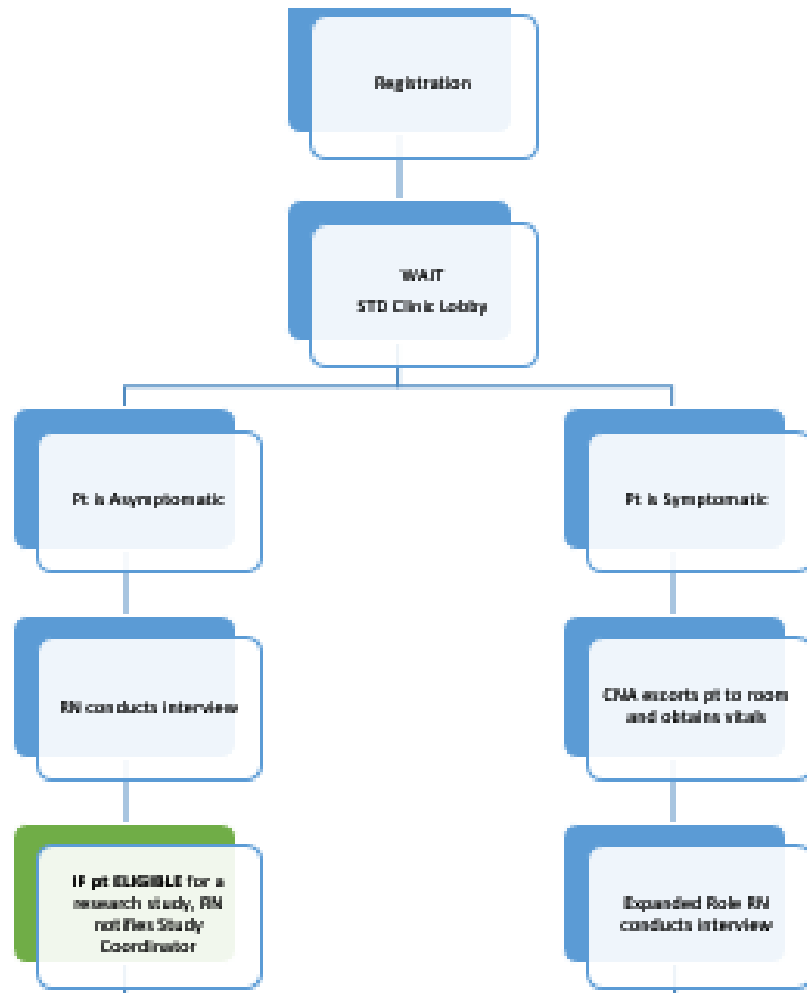 Registration
WAIT
STD Clinic Lobby
Pt is Asymptomatic
Pt is Symptomatic
RN conducts interview
CNA escorts pt to room
and obtains vitals
IF pt ELIGIBLE for a
research study, RN
notifies Study
Coordinator
Expanded Role RN
conducts interview